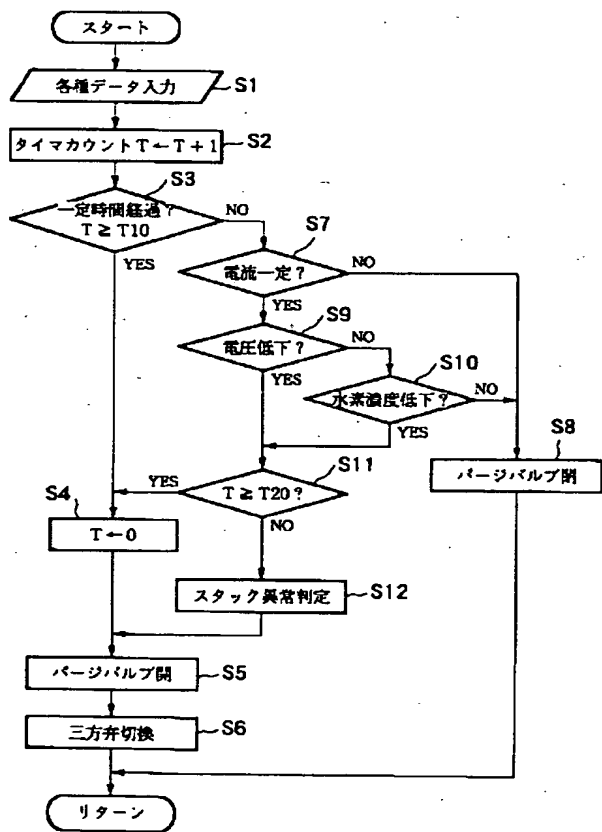 スタート
各種データ入力
S1
タイマカウントT←T+1
S2
S3
一定時間経過?
T≧T10
NO
YES
S7
電流一定?
NO
YES
S9
電圧低下?
NO
YES
S10
水素濃度低下?
NO
YES
S8
パージバルブ閉
S11
T≧T20?
YES
NO
S4
T←0
スタック異常判定
S12
パージバルブ開
S5
三方弁切換
S6
リターン